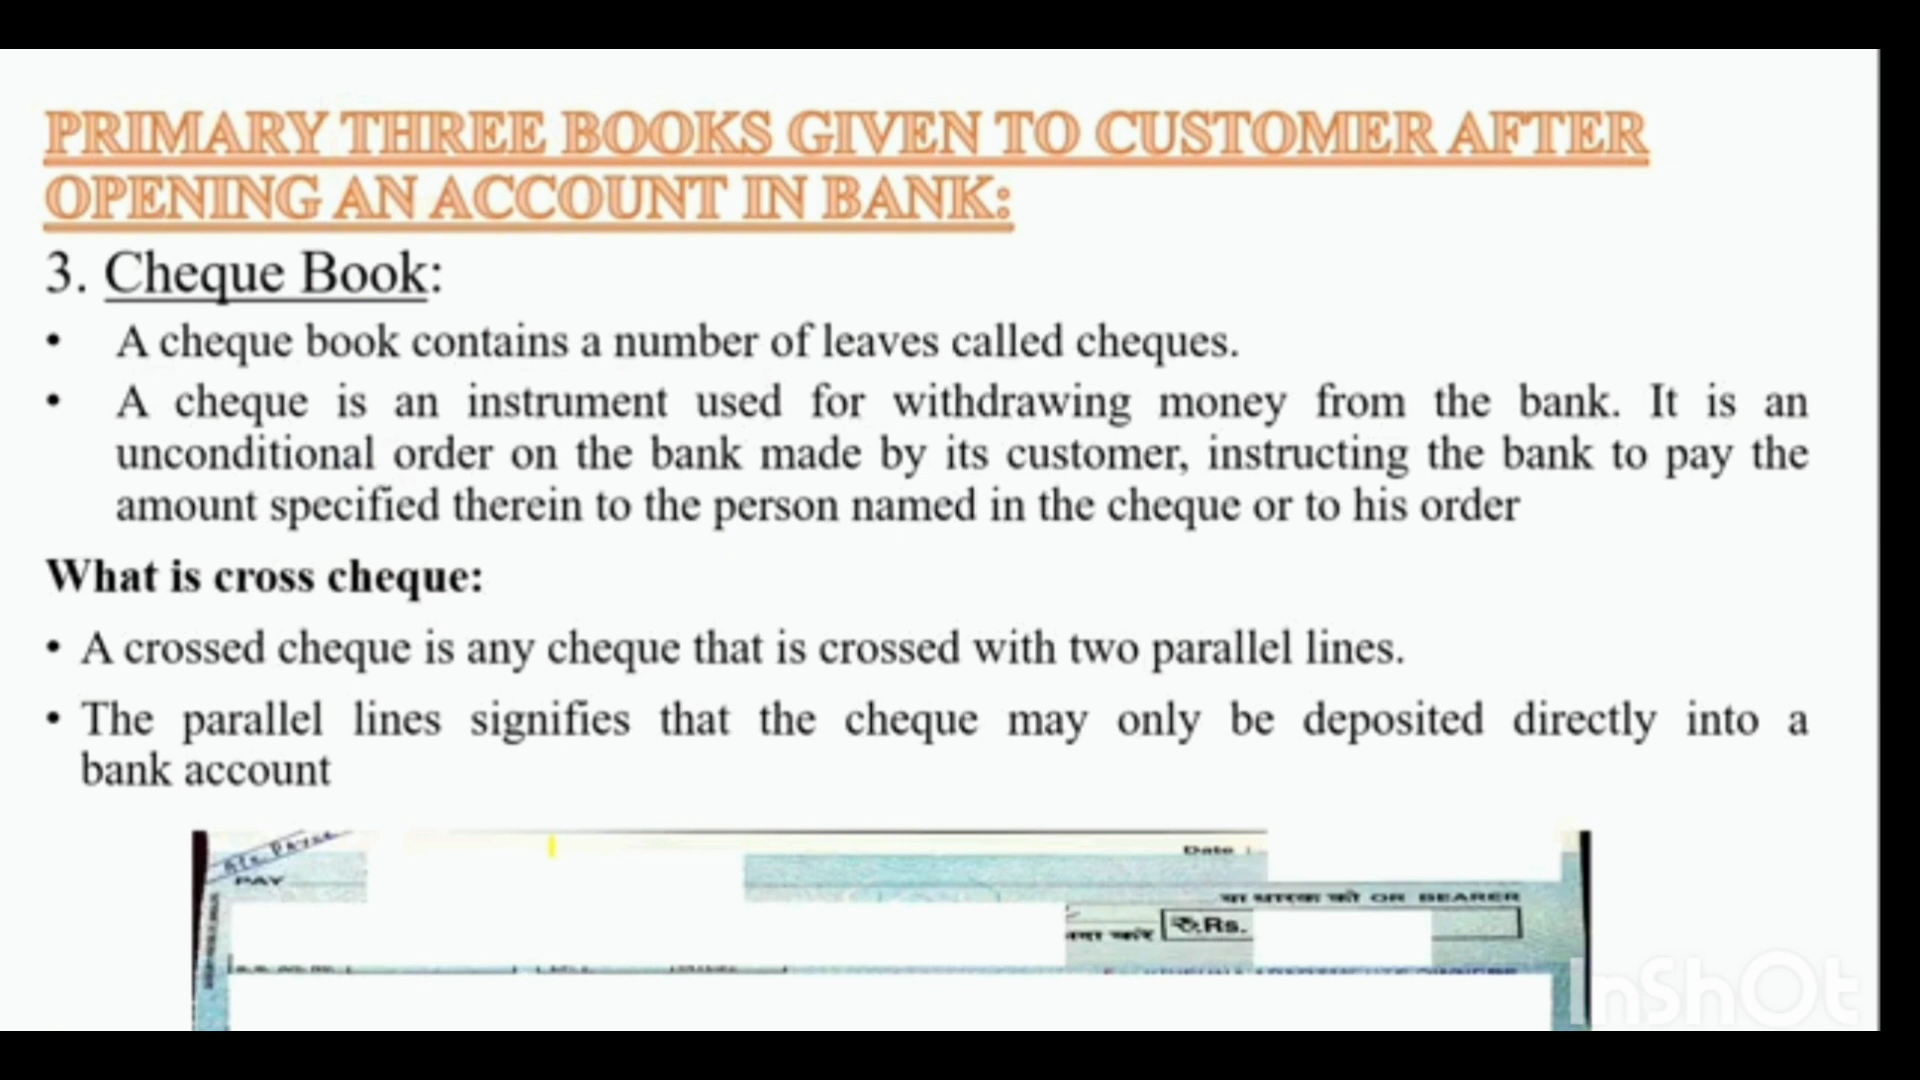 PRIMARY THREE BOOKS GIVEN TO CUSTOMER AFTER
OPENING AN ACCOUNT IN BANK:
3. Cheque Book:
• A cheque book contains a number of leaves called cheques.
• A cheque is an instrument used for withdrawing money from the bank. It is an
unconditional order on the bank made by its customer, instructing the bank to pay the
amount specified therein to the person named in the cheque or to his order
What is cross cheque:
• A crossed cheque is any cheque that is crossed with two parallel lines.
• The parallel lines signifies that the cheque may only be deposited directly into a
bank account
A/c. Payee
Date
PAY
या धारक को OR BEARER
अदा करें ₹.Rs.
InShOt